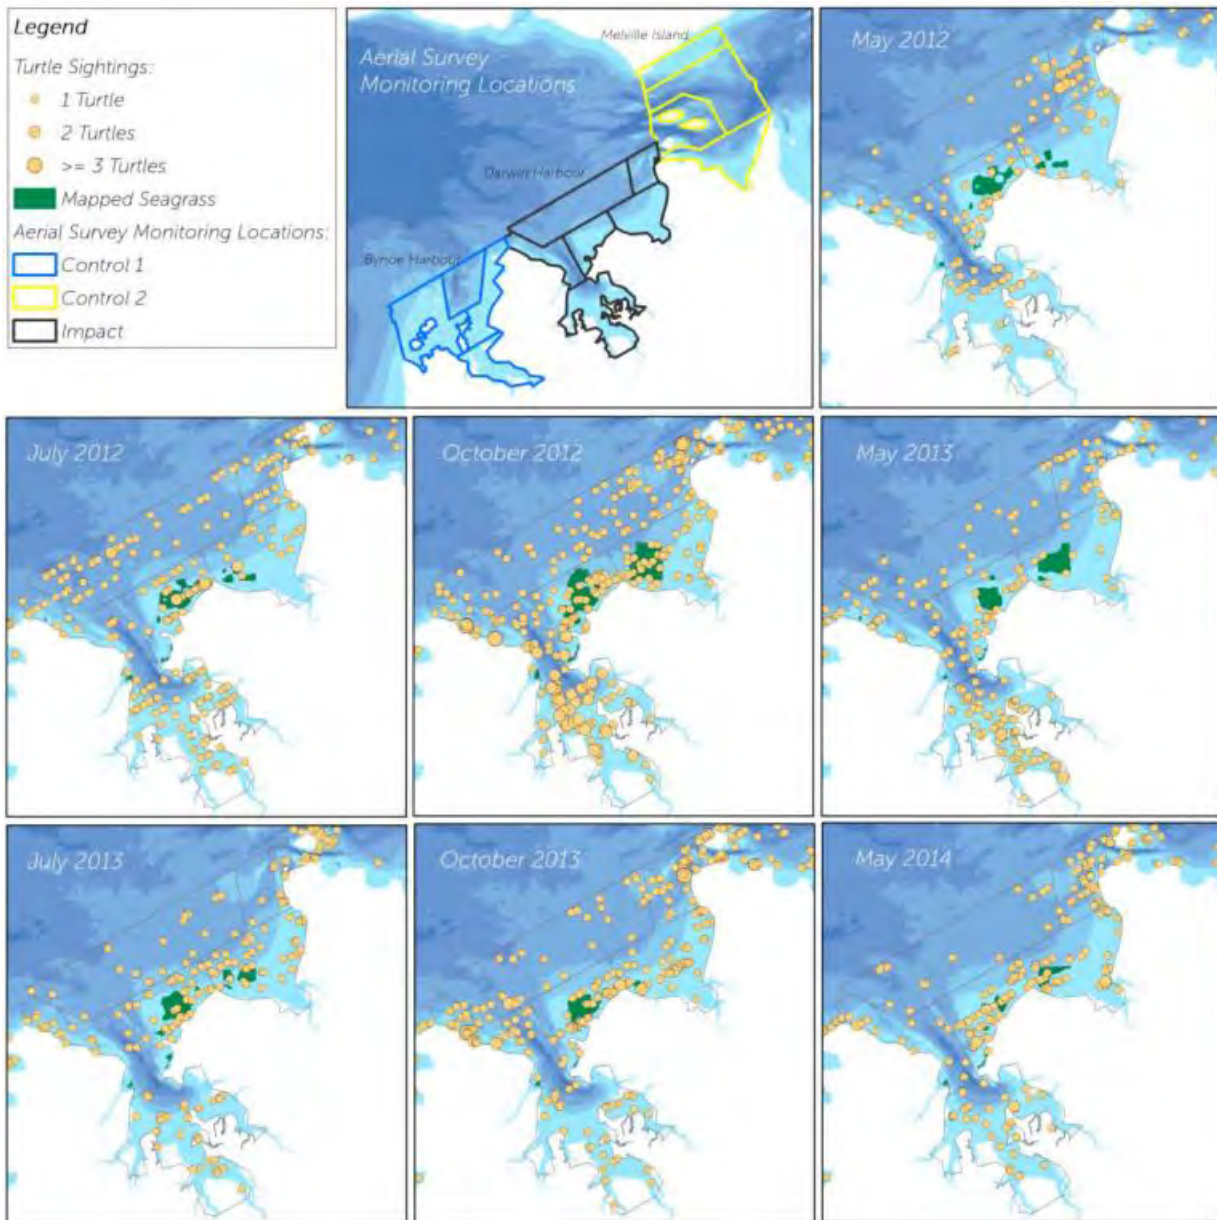 Legend
Turtle Sightings:
1 Turtle
2 Turtles
>= 3 Turtles
Mapped Seagrass
Aerial Survey Monitoring Locations:
Control 1
Control 2
Impact
Aerial Survey
Monitoring Locations
Melville Island
Darwin Harbour
Bynoe Harbour
May 2012
July 2012
October 2012
May 2013
July 2013
October 2013
May 2014